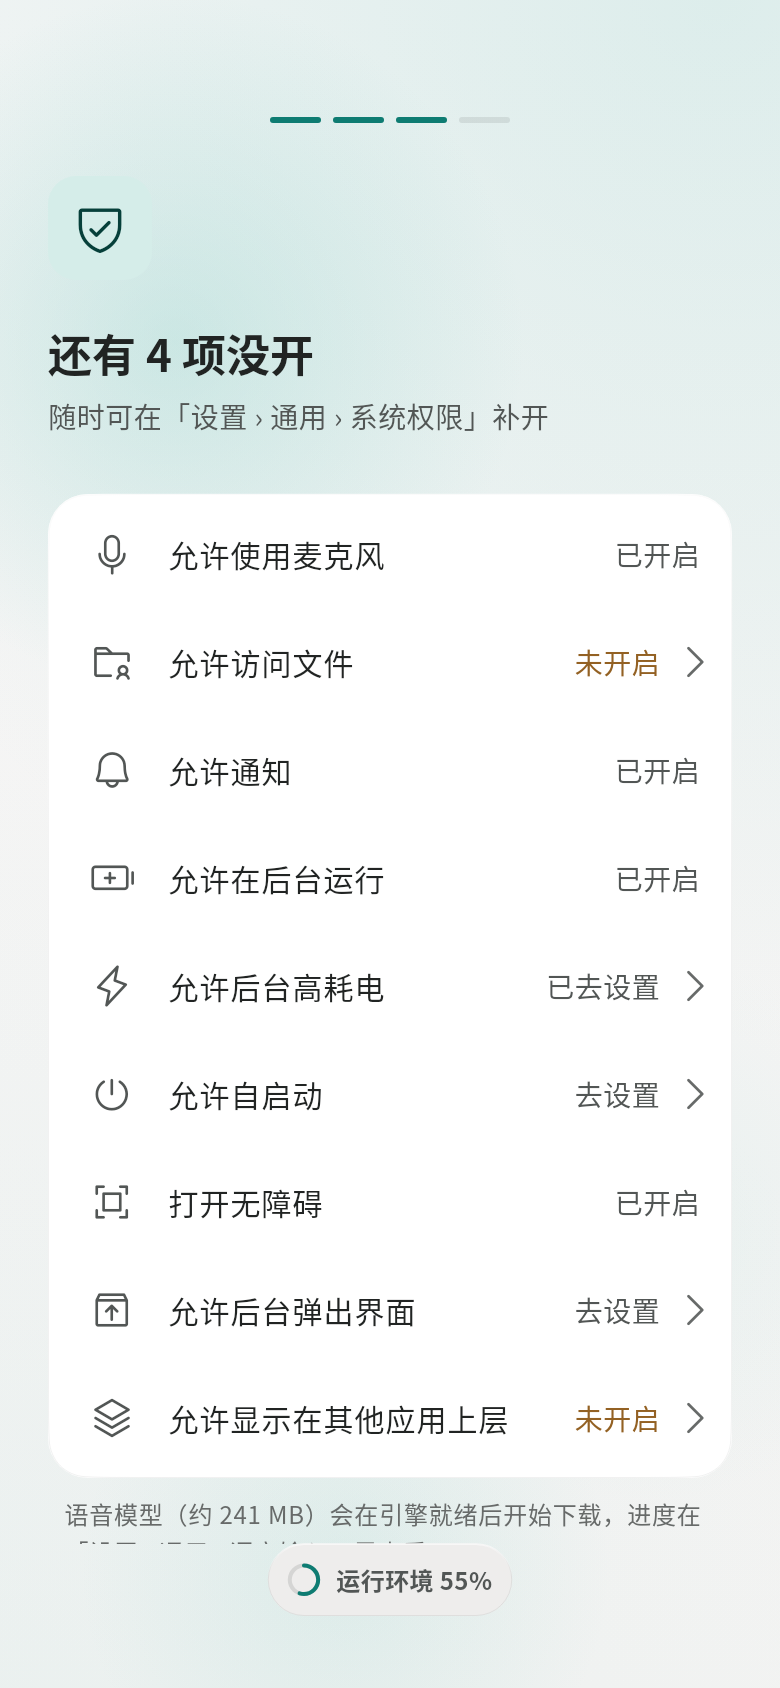 还有 4 项没开
随时可在「设置 › 通用 › 系统权限」补开
允许使用麦克风 已开启
允许访问文件 未开启
允许通知 已开启
允许在后台运行 已开启
允许后台高耗电 已去设置
允许自启动 去设置
打开无障碍 已开启
允许后台弹出界面 去设置
允许显示在其他应用上层 未开启
语音模型（约 241 MB）会在引擎就绪后开始下载，进度在
运行环境 55%